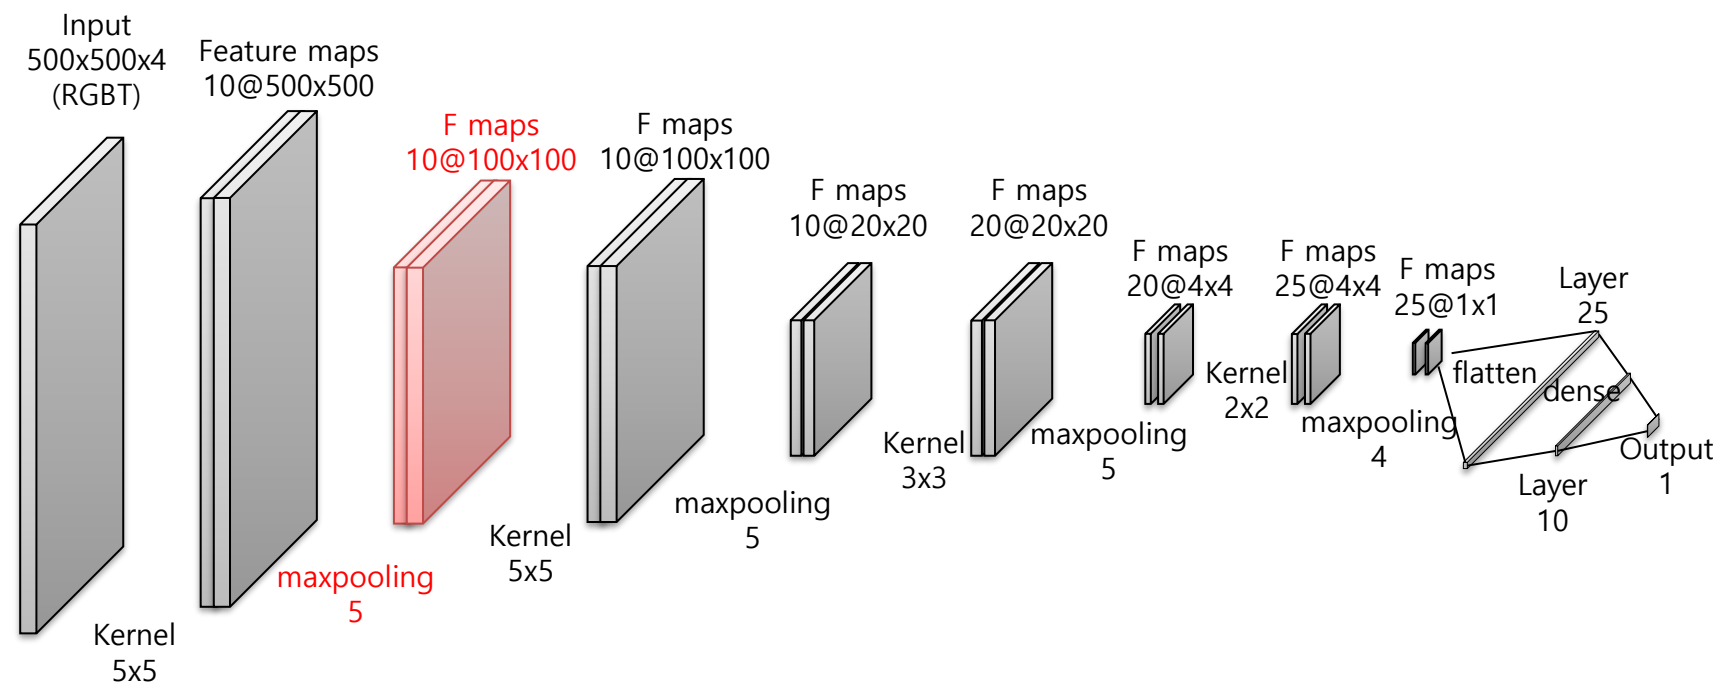 Input
500x500x4
(RGBT)
Feature maps
10@500x500
F maps
10@100x100
F maps
10@100x100
F maps
10@20x20
F maps
20@20x20
F maps
20@4x4
F maps
25@4x4
F maps
25@1x1
Layer
25
Kernel
5x5
maxpooling
5
Kernel
5x5
maxpooling
5
Kernel
3x3
maxpooling
5
Kernel
2x2
maxpooling
4
flatten
dense
Layer
10
Output
1